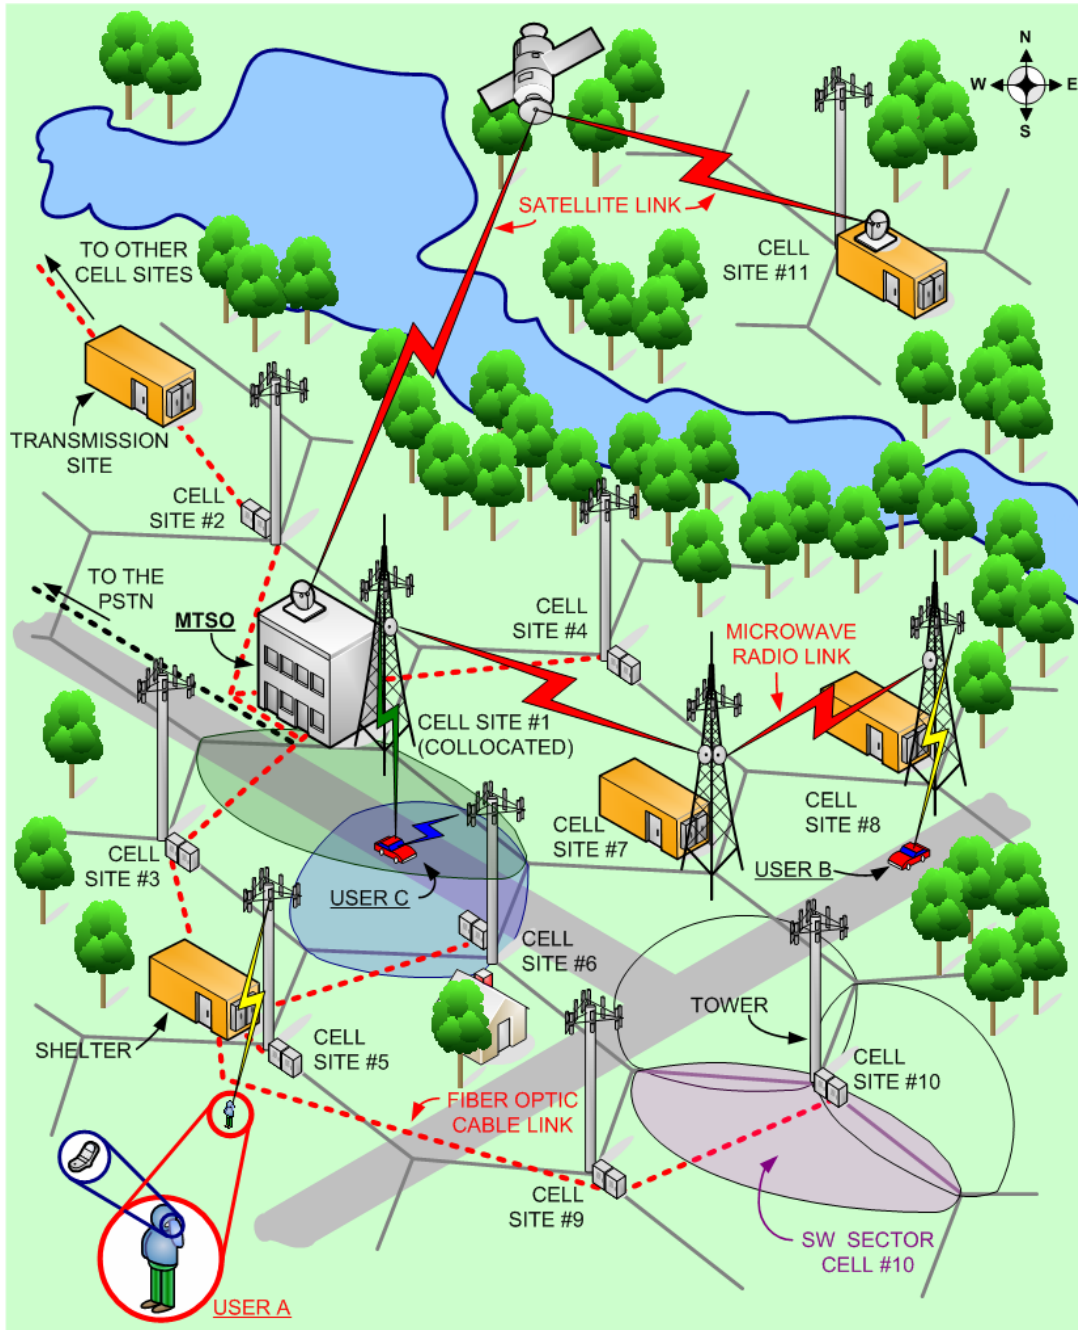 N
W
E
S
SATELLITE LINK
CELL
SITE #11
TO OTHER
CELL SITES
TRANSMISSION
SITE
CELL
SITE #2
TO THE
PSTN
MTSO
CELL
SITE #4
MICROWAVE
RADIO LINK
CELL SITE #1
(COLLOCATED)
CELL
SITE #7
CELL
SITE #8
USER B
CELL
SITE #3
USER C
CELL
SITE #6
TOWER
SHELTER
CELL
SITE #5
CELL
SITE #10
FIBER OPTIC
CABLE LINK
CELL
SITE #9
SW SECTOR
CELL #10
USER A